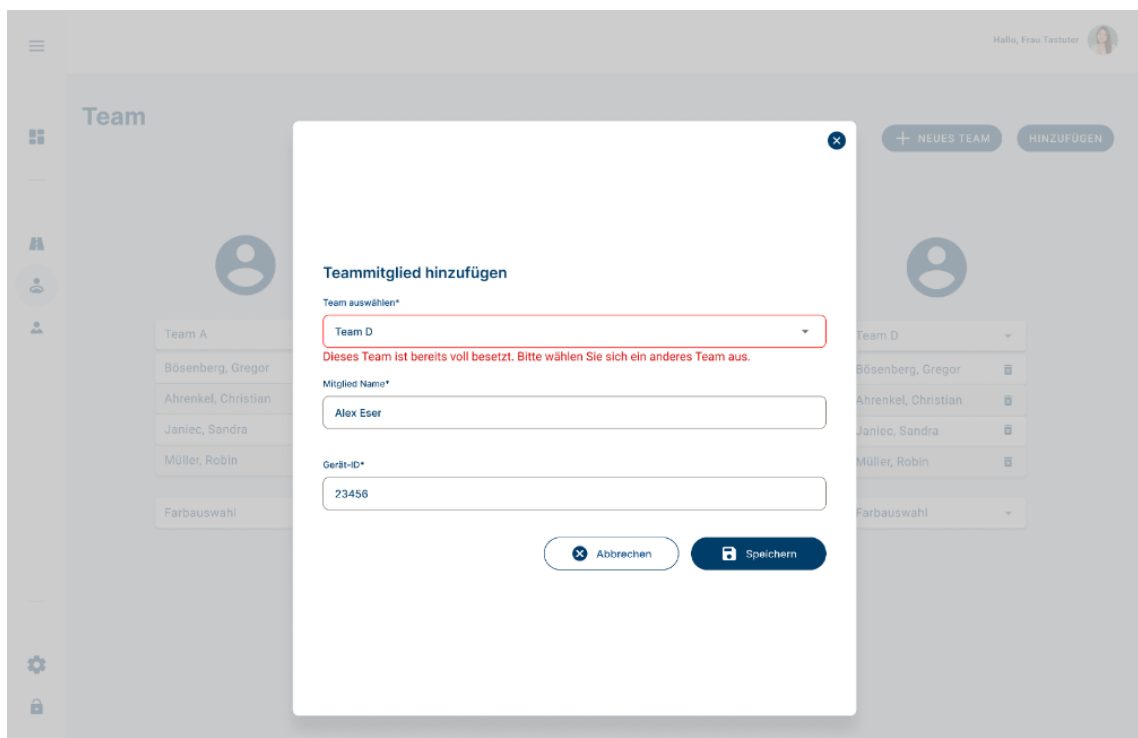 Hallo, Frau Tastuter
Team
NEUES TEAM
HINZUFÜGEN
Teammitglied hinzufügen
Team auswählen*
Team D
Dieses Team ist bereits voll besetzt. Bitte wählen Sie sich ein anderes Team aus.
Mitglied Name*
Alex Eser
Gerät-ID*
23456
Abbrechen
Speichern
Team A
Bösenberg, Gregor
Ahrenkel, Christian
Janiec, Sandra
Müller, Robin
Farbauswahl
Team D
Bösenberg, Gregor
Ahrenkel, Christian
Janiec, Sandra
Müller, Robin
Farbauswahl